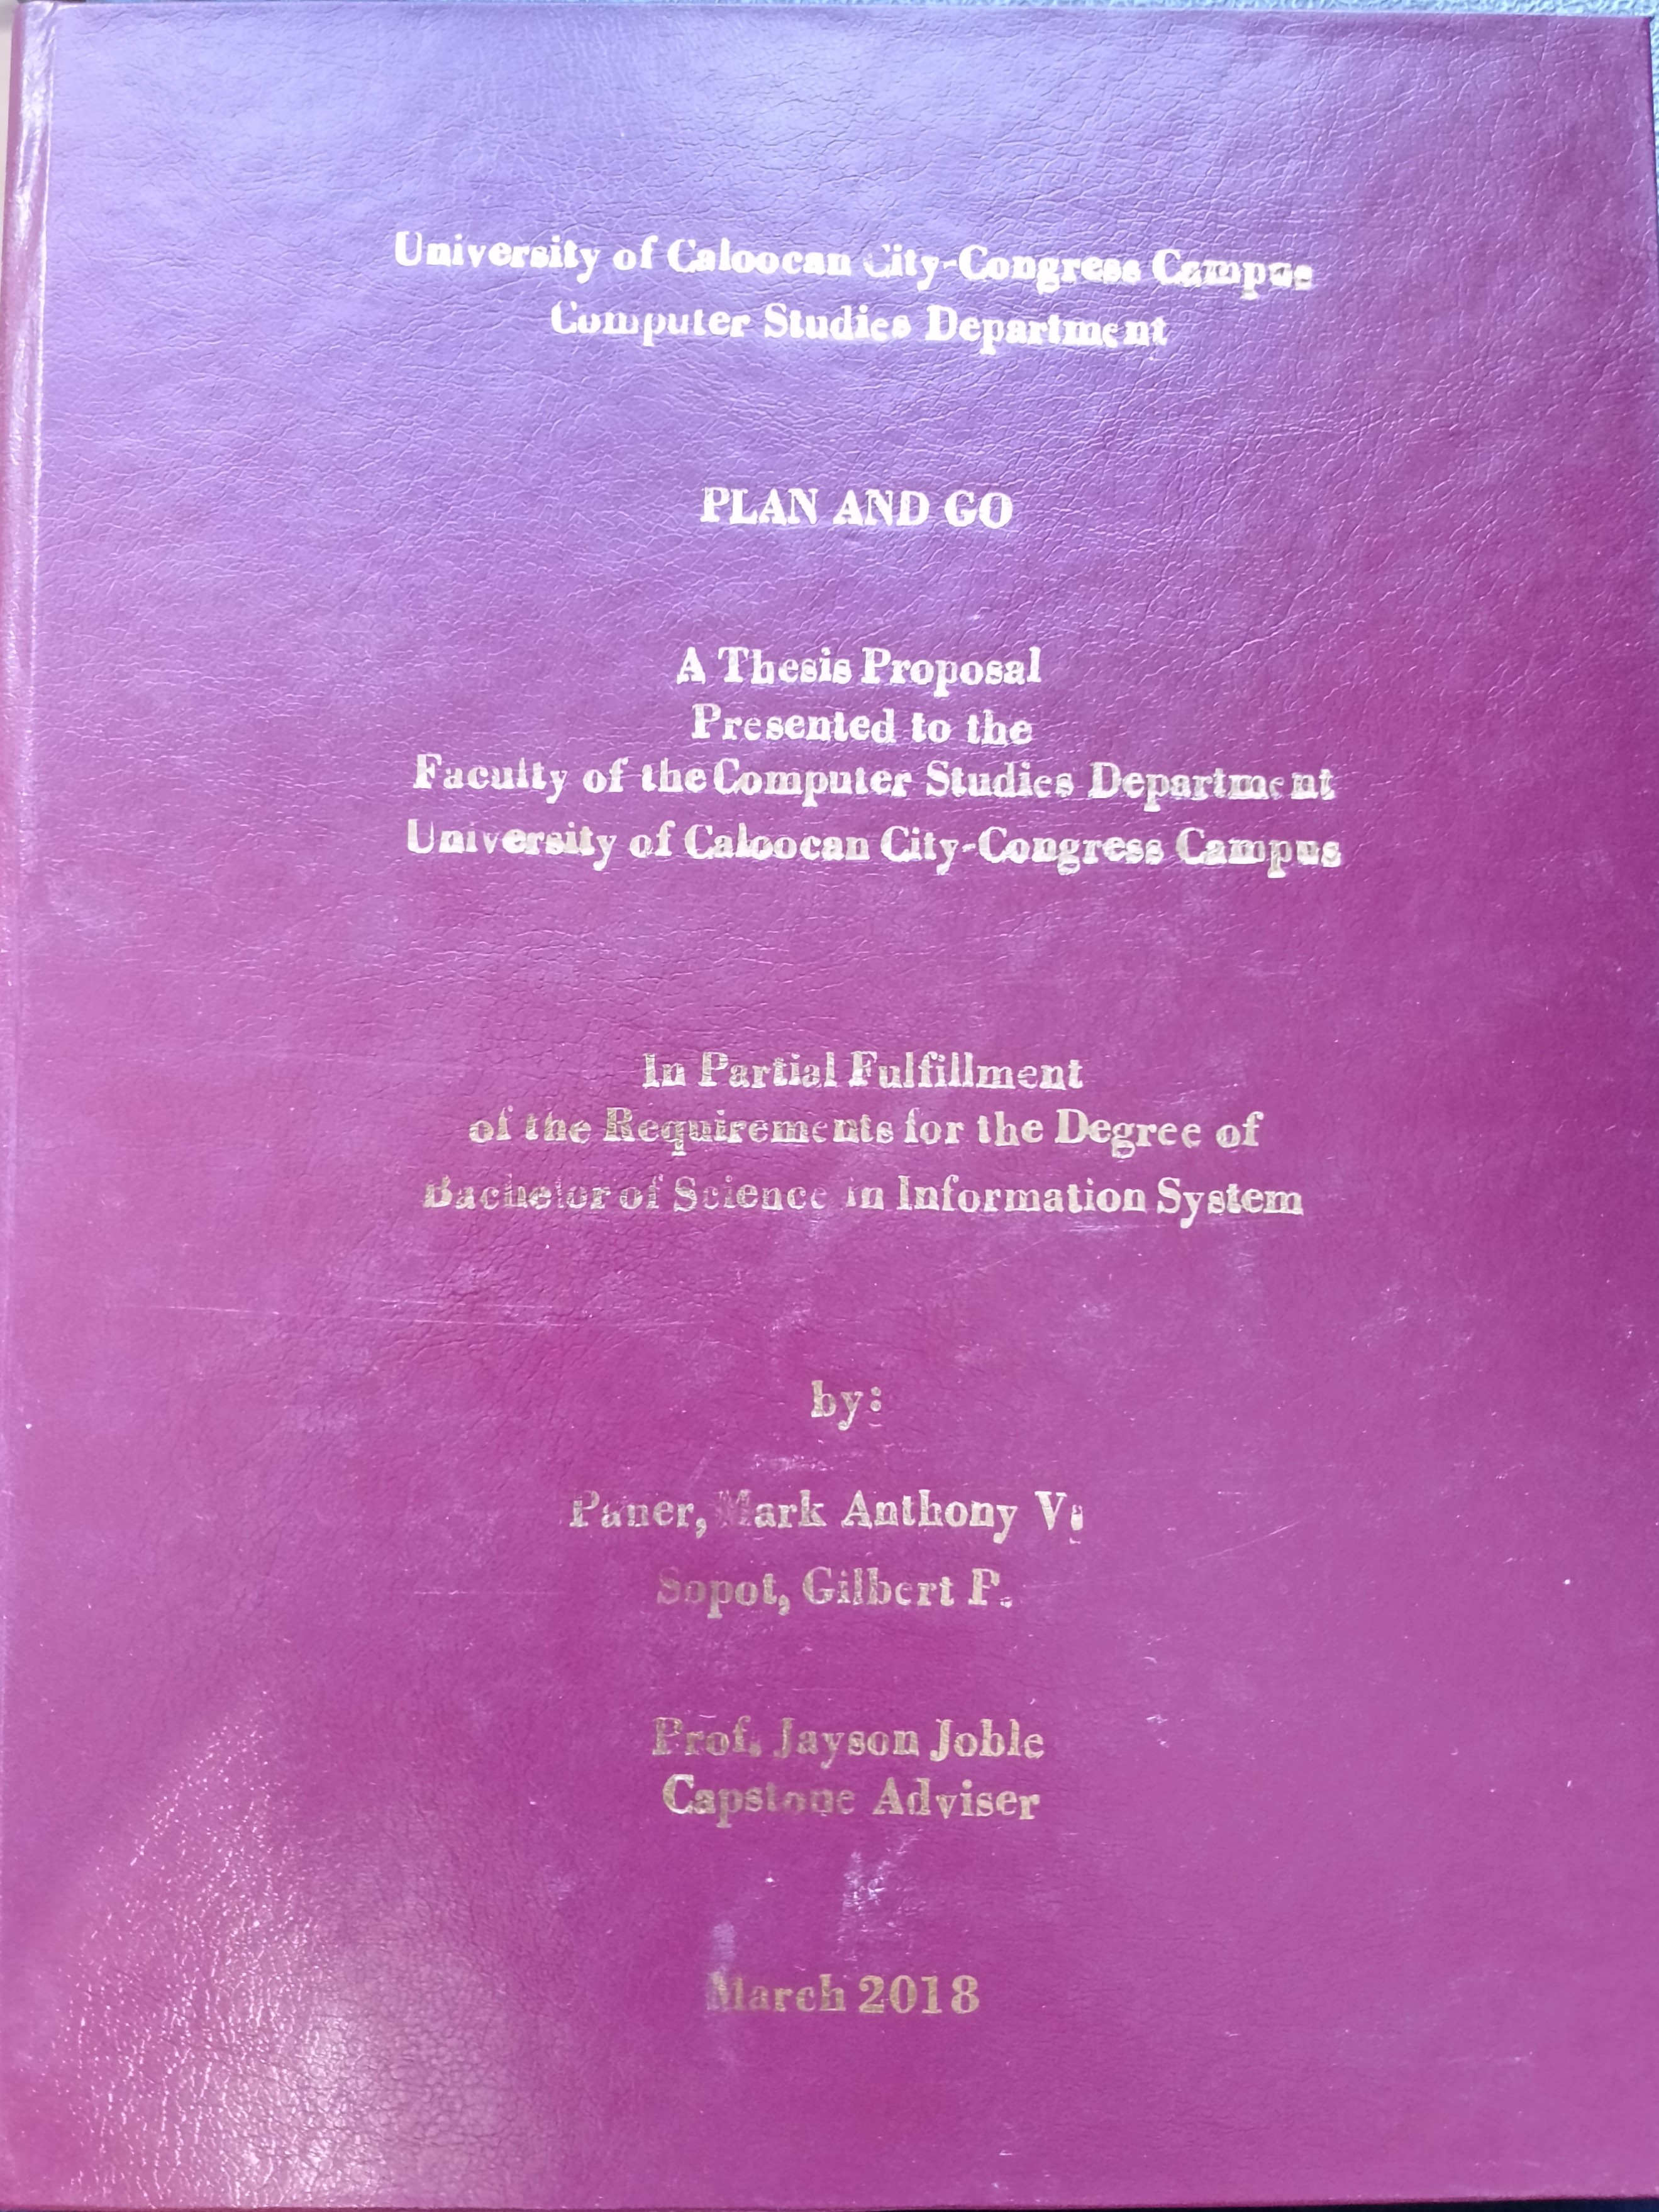 University of Caloocan City-Congress Campus
Computer Studies Department
PLAN AND GO
A Thesis Proposal
Presented to the
Faculty of the Computer Studies Department
University of Caloocan City-Congress Campus
In Partial Fulfillment
of the Requirements for the Degree of
Bachelor of Science in Information System
by:
Paner, Mark Anthony V.
Sopot, Gilbert P.
Prof. Jayson Joble
Capstone Adviser
March 2018